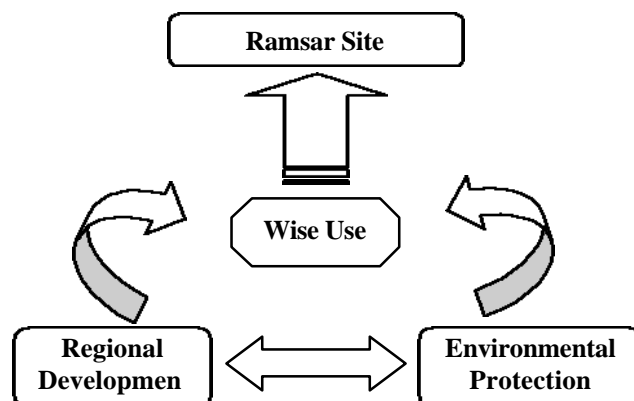 Ramsar Site
Wise Use
Regional
Developmen
Environmental
Protection